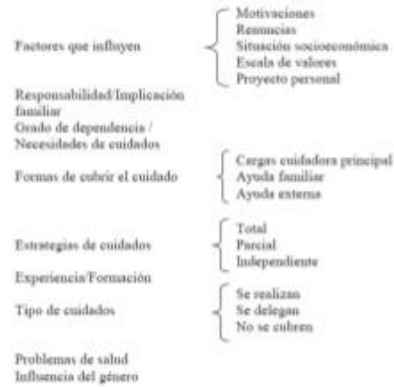 Factores que influyen
Motivaciones
Renuncias
Situación socioeconómica
Escala de valores
Proyecto personal
Responsabilidad/Implicación
familiar
Grado de dependencia /
Necesidades de cuidados
Formas de cubrir el cuidado
Cargas cuidadora principal
Ayuda familiar
Ayuda externa
Estrategias de cuidados
Total
Parcial
Independiente
Experiencia/Formación
Tipo de cuidados
Se realizan
Se delegan
No se cubren
Problemas de salud
Influencia del género